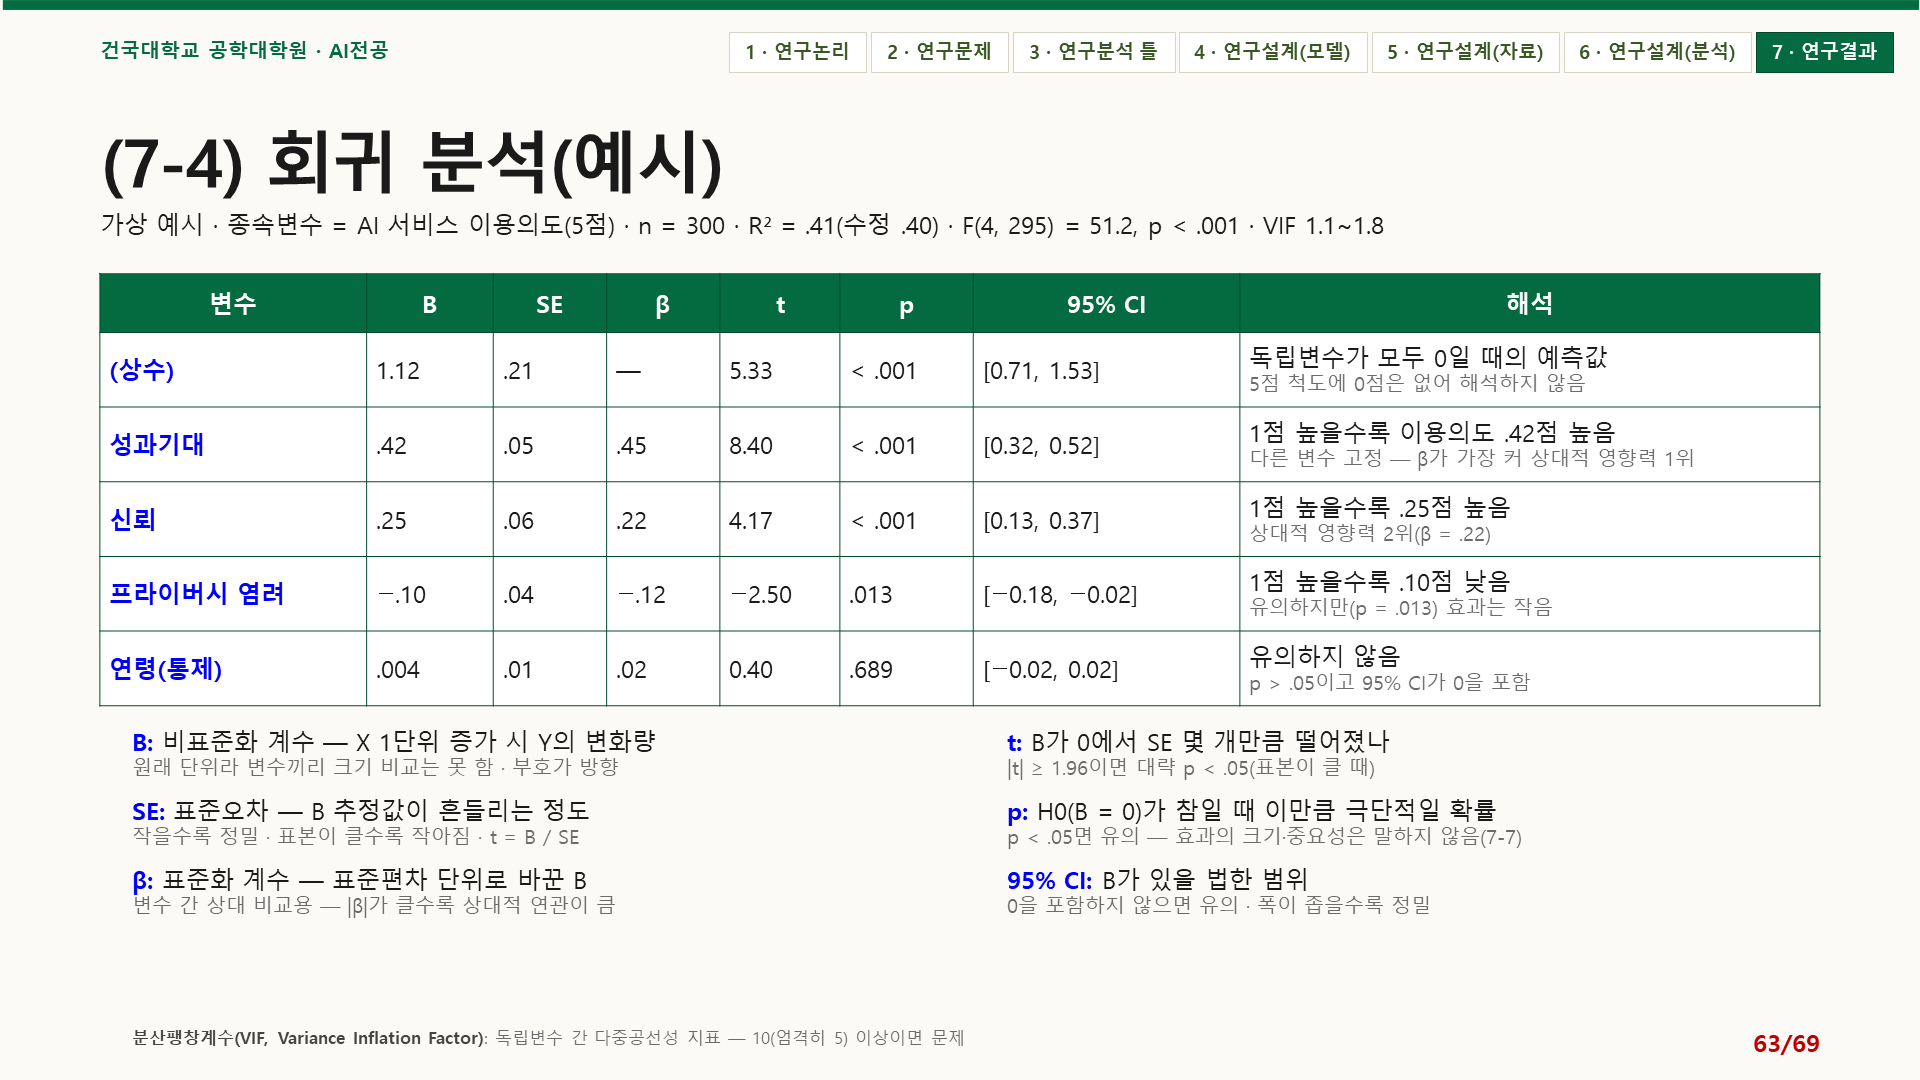 건국대학교 공학대학원 · AI전공
1 · 연구논리
2 · 연구문제
3 · 연구분석 틀
4 · 연구설계(모델)
5 · 연구설계(자료)
6 · 연구설계(분석)
7 · 연구결과
(7-4) 회귀 분석(예시)
가상 예시 · 종속변수 = AI 서비스 이용의도(5점) · n = 300 · R² = .41(수정 .40) · F(4, 295) = 51.2, p < .001 · VIF 1.1~1.8
변수 B SE β t p 95% CI 해석
(상수) 1.12 .21 — 5.33 < .001 [0.71, 1.53] 독립변수가 모두 0일 때의 예측값
5점 척도에 0점은 없어 해석하지 않음
성과기대 .42 .05 .45 8.40 < .001 [0.32, 0.52] 1점 높을수록 이용의도 .42점 높음
다른 변수 고정 — β가 가장 커 상대적 영향력 1위
신뢰 .25 .06 .22 4.17 < .001 [0.13, 0.37] 1점 높을수록 .25점 높음
상대적 영향력 2위(β = .22)
프라이버시 염려 −.10 .04 −.12 −2.50 .013 [−0.18, −0.02] 1점 높을수록 .10점 낮음
유의하지만(p = .013) 효과는 작음
연령(통제) .004 .01 .02 0.40 .689 [−0.02, 0.02] 유의하지 않음
p > .05이고 95% CI가 0을 포함
B: 비표준화 계수 — X 1단위 증가 시 Y의 변화량
원래 단위라 변수끼리 크기 비교는 못 함 · 부호가 방향
SE: 표준오차 — B 추정값이 흔들리는 정도
작을수록 정밀 · 표본이 클수록 작아짐 · t = B / SE
β: 표준화 계수 — 표준편차 단위로 바꾼 B
변수 간 상대 비교용 — |β|가 클수록 상대적 연관이 큼
t: B가 0에서 SE 몇 개만큼 떨어졌나
|t| ≥ 1.96이면 대략 p < .05(표본이 클 때)
p: H0(B = 0)가 참일 때 이만큼 극단적일 확률
p < .05면 유의 — 효과의 크기·중요성은 말하지 않음(7-7)
95% CI: B가 있을 법한 범위
0을 포함하지 않으면 유의 · 폭이 좁을수록 정밀
분산팽창계수(VIF, Variance Inflation Factor): 독립변수 간 다중공선성 지표 — 10(엄격히 5) 이상이면 문제
63/69